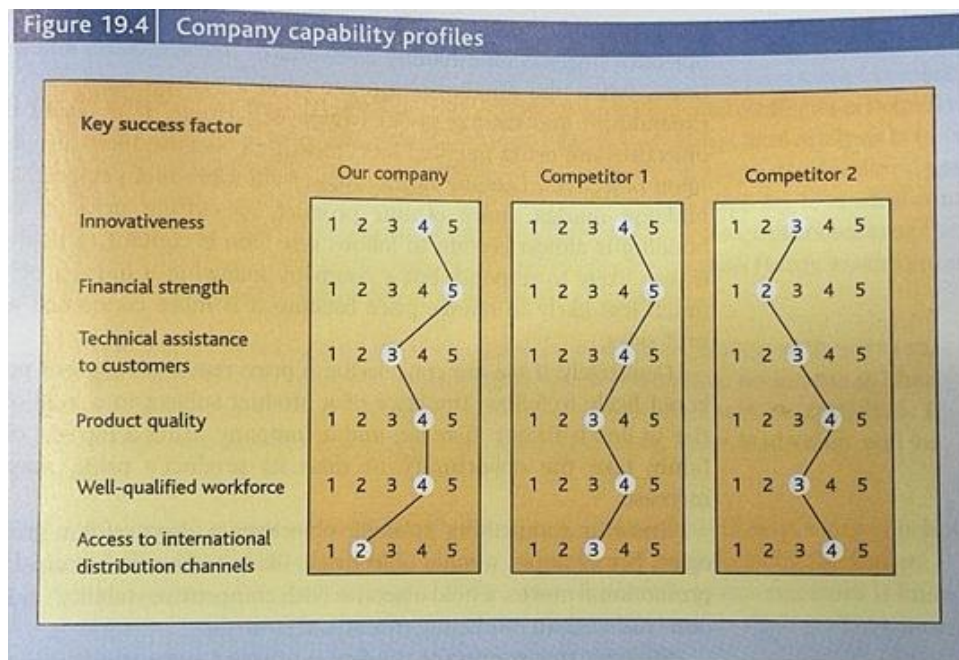 Figure 19.4 Company capability profiles
Key success factor
Our company Competitor 1 Competitor 2
Innovativeness 1 2 3 4 5 1 2 3 4 5 1 2 3 4 5
Financial strength 1 2 3 4 5 1 2 3 4 5 1 2 3 4 5
Technical assistance
to customers 1 2 3 4 5 1 2 3 4 5 1 2 3 4 5
Product quality 1 2 3 4 5 1 2 3 4 5 1 2 3 4 5
Well-qualified workforce 1 2 3 4 5 1 2 3 4 5 1 2 3 4 5
Access to international
distribution channels 1 2 3 4 5 1 2 3 4 5 1 2 3 4 5